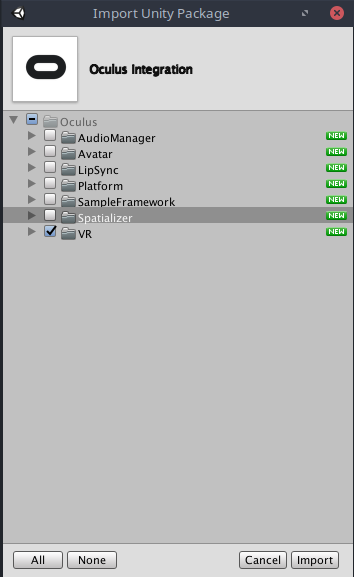 Import Unity Package
Oculus Integration
Oculus
AudioManager NEW
Avatar NEW
LipSync NEW
Platform NEW
SampleFramework NEW
Spatializer NEW
VR NEW
All None Cancel Import